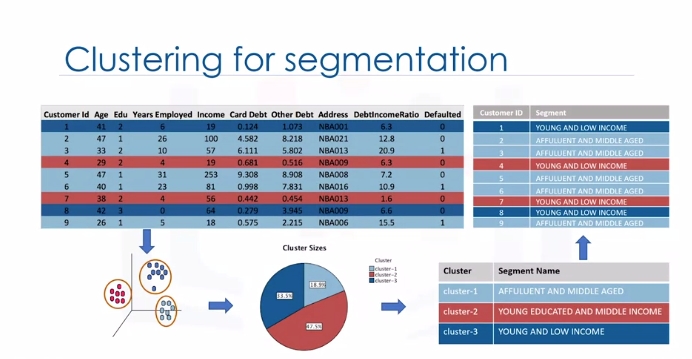 Clustering for segmentation
Customer Id Age Edu Years Employed Income Card Debt Other Debt Address DebtIncomeRatio Defaulted
1 41 2 6 19 0.124 1.073 NBA001 6.3 0
2 47 1 26 100 4.582 8.218 NBA021 12.8 0
3 33 2 10 57 6.111 5.802 NBA013 20.9 1
4 29 2 4 19 0.681 0.516 NBA009 6.3 0
5 47 1 31 253 9.308 8.908 NBA008 7.2 0
6 40 1 23 81 0.998 7.831 NBA016 10.9 1
7 38 2 4 56 0.442 0.454 NBA013 1.6 0
8 42 3 0 64 0.279 3.945 NBA009 6.6 0
9 26 1 5 18 0.575 2.215 NBA006 15.5 1
Customer ID Segment
1 YOUNG AND LOW INCOME
2 AFFULUENT AND MIDDLE AGED
3 AFFULUENT AND MIDDLE AGED
4 YOUNG AND LOW INCOME
5 AFFULUENT AND MIDDLE AGED
6 AFFULUENT AND MIDDLE AGED
7 YOUNG AND LOW INCOME
8 YOUNG AND LOW INCOME
9 AFFULUENT AND MIDDLE AGED
Cluster Sizes
Cluster
cluster-1
cluster-2
cluster-3
18.9%
33.5%
47.5%
Cluster Segment Name
cluster-1 AFFULUENT AND MIDDLE AGED
cluster-2 YOUNG EDUCATED AND MIDDLE INCOME
cluster-3 YOUNG AND LOW INCOME